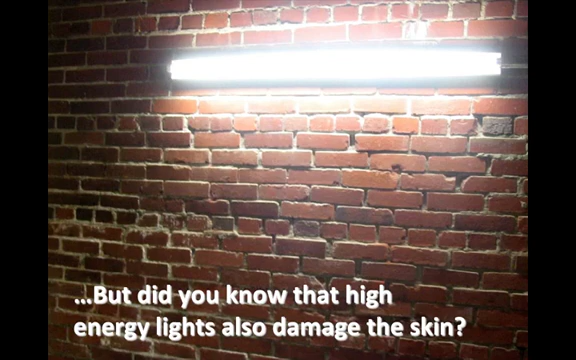 …But did you know that high
energy lights also damage the skin?